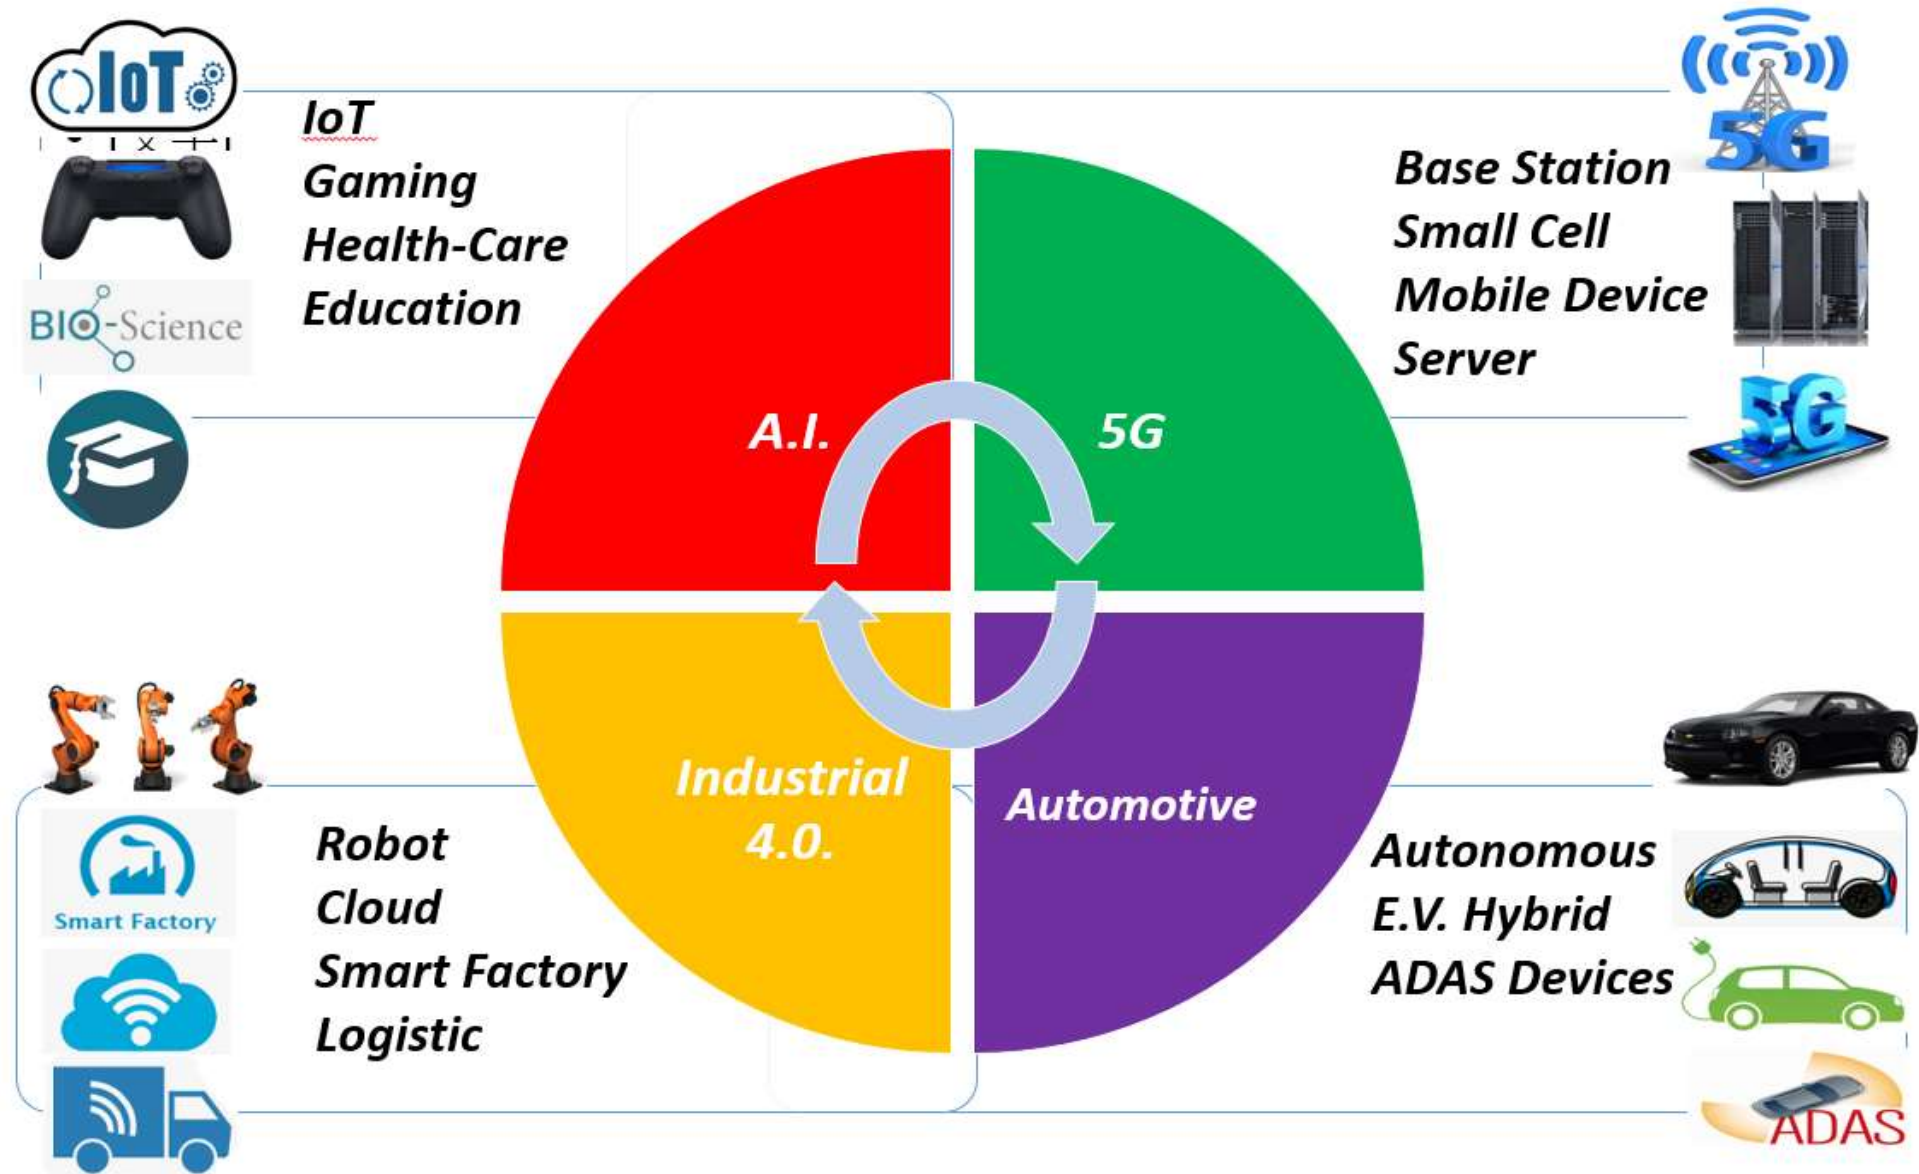 IoT
IoT
Gaming
Health-Care
Education
BIO-Science
5G
Base Station
Small Cell
Mobile Device
Server
5G
A.I.
5G
Industrial
4.0.
Automotive
Smart Factory
Robot
Cloud
Smart Factory
Logistic
Autonomous
E.V. Hybrid
ADAS Devices
ADAS